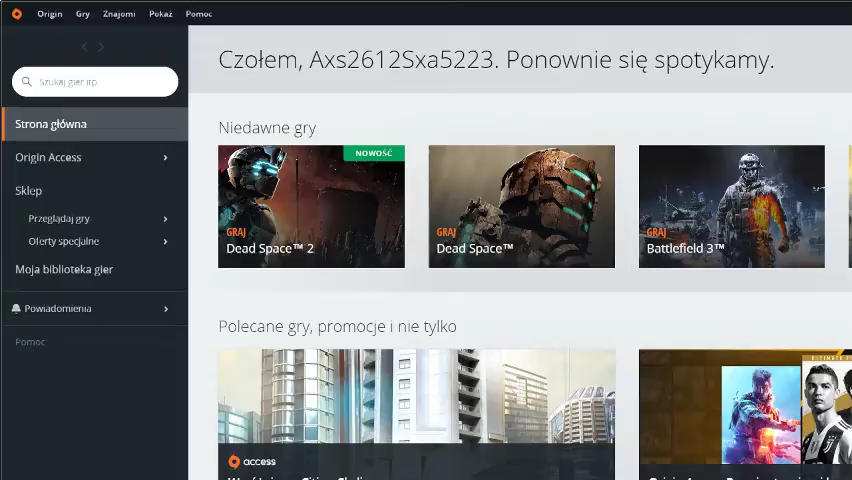 Origin Gry Znajomi Pokaż Pomoc
Szukaj gier itp.
Strona główna
Origin Access
Sklep
Przeglądaj gry
Oferty specjalne
Moja biblioteka gier
Powiadomienia
Pomoc
Czołem, Axs2612Sxa5223. Ponownie się spotykamy.
Niedawne gry
NOWOŚĆ
GRAJ
Dead Space™ 2
GRAJ
Dead Space™
GRAJ
Battlefield 3™
Polecane gry, promocje i nie tylko
access
ULTIMATE